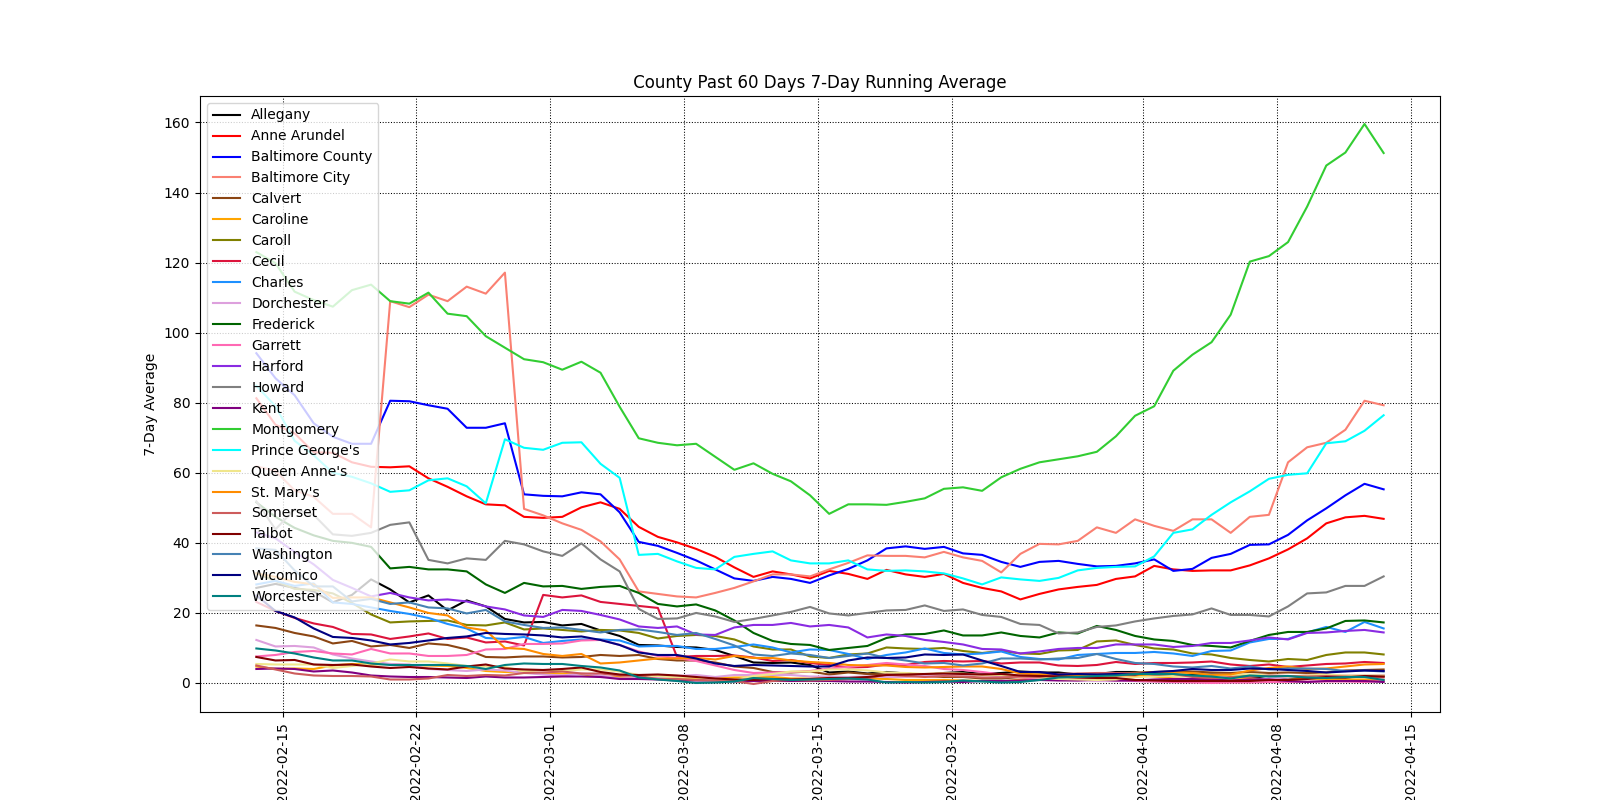 County Past 60 Days 7-Day Running Average
7-Day Average
160
140
120
100
80
60
40
20
0
Allegany
Anne Arundel
Baltimore County
Baltimore City
Calvert
Caroline
Caroll
Cecil
Charles
Dorchester
Frederick
Garrett
Harford
Howard
Kent
Montgomery
Prince George's
Queen Anne's
St. Mary's
Somerset
Talbot
Washington
Wicomico
Worcester
2022-02-15
2022-02-22
2022-03-01
2022-03-08
2022-03-15
2022-03-22
2022-04-01
2022-04-08
2022-04-15